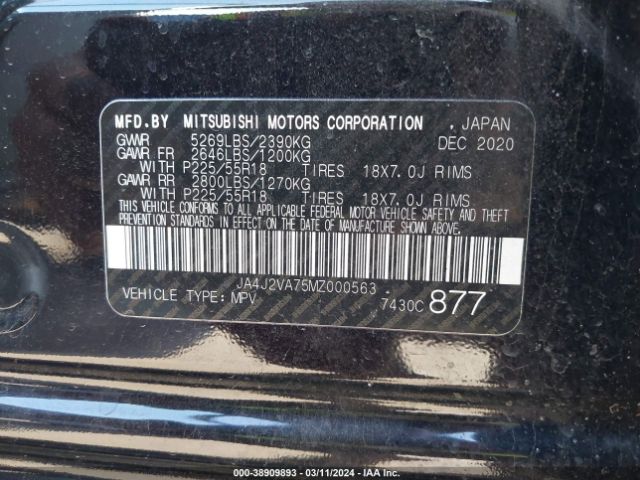 MFD.BY MITSUBISHI MOTORS CORPORATION , JAPAN
GVWR 5269LBS/2390KG DEC 2020
GAWR FR 2646LBS/1200KG
WITH P225/55R18 TIRES 18X7.0J RIMS
GAWR RR 2800LBS/1270KG
WITH P225/55R18 TIRES 18X7.0J RIMS
THIS VEHICLE CONFORMS TO ALL APPLICABLE FEDERAL MOTOR VEHICLE SAFETY AND THEFT
PREVENTION STANDARDS IN EFFECT ON THE DATE OF MANUFACTURE SHOWN ABOVE.
JA4J2VA75MZ000563
VEHICLE TYPE: MPV 7430C 877
000-38909893 - 03/11/2024 - IAA Inc.